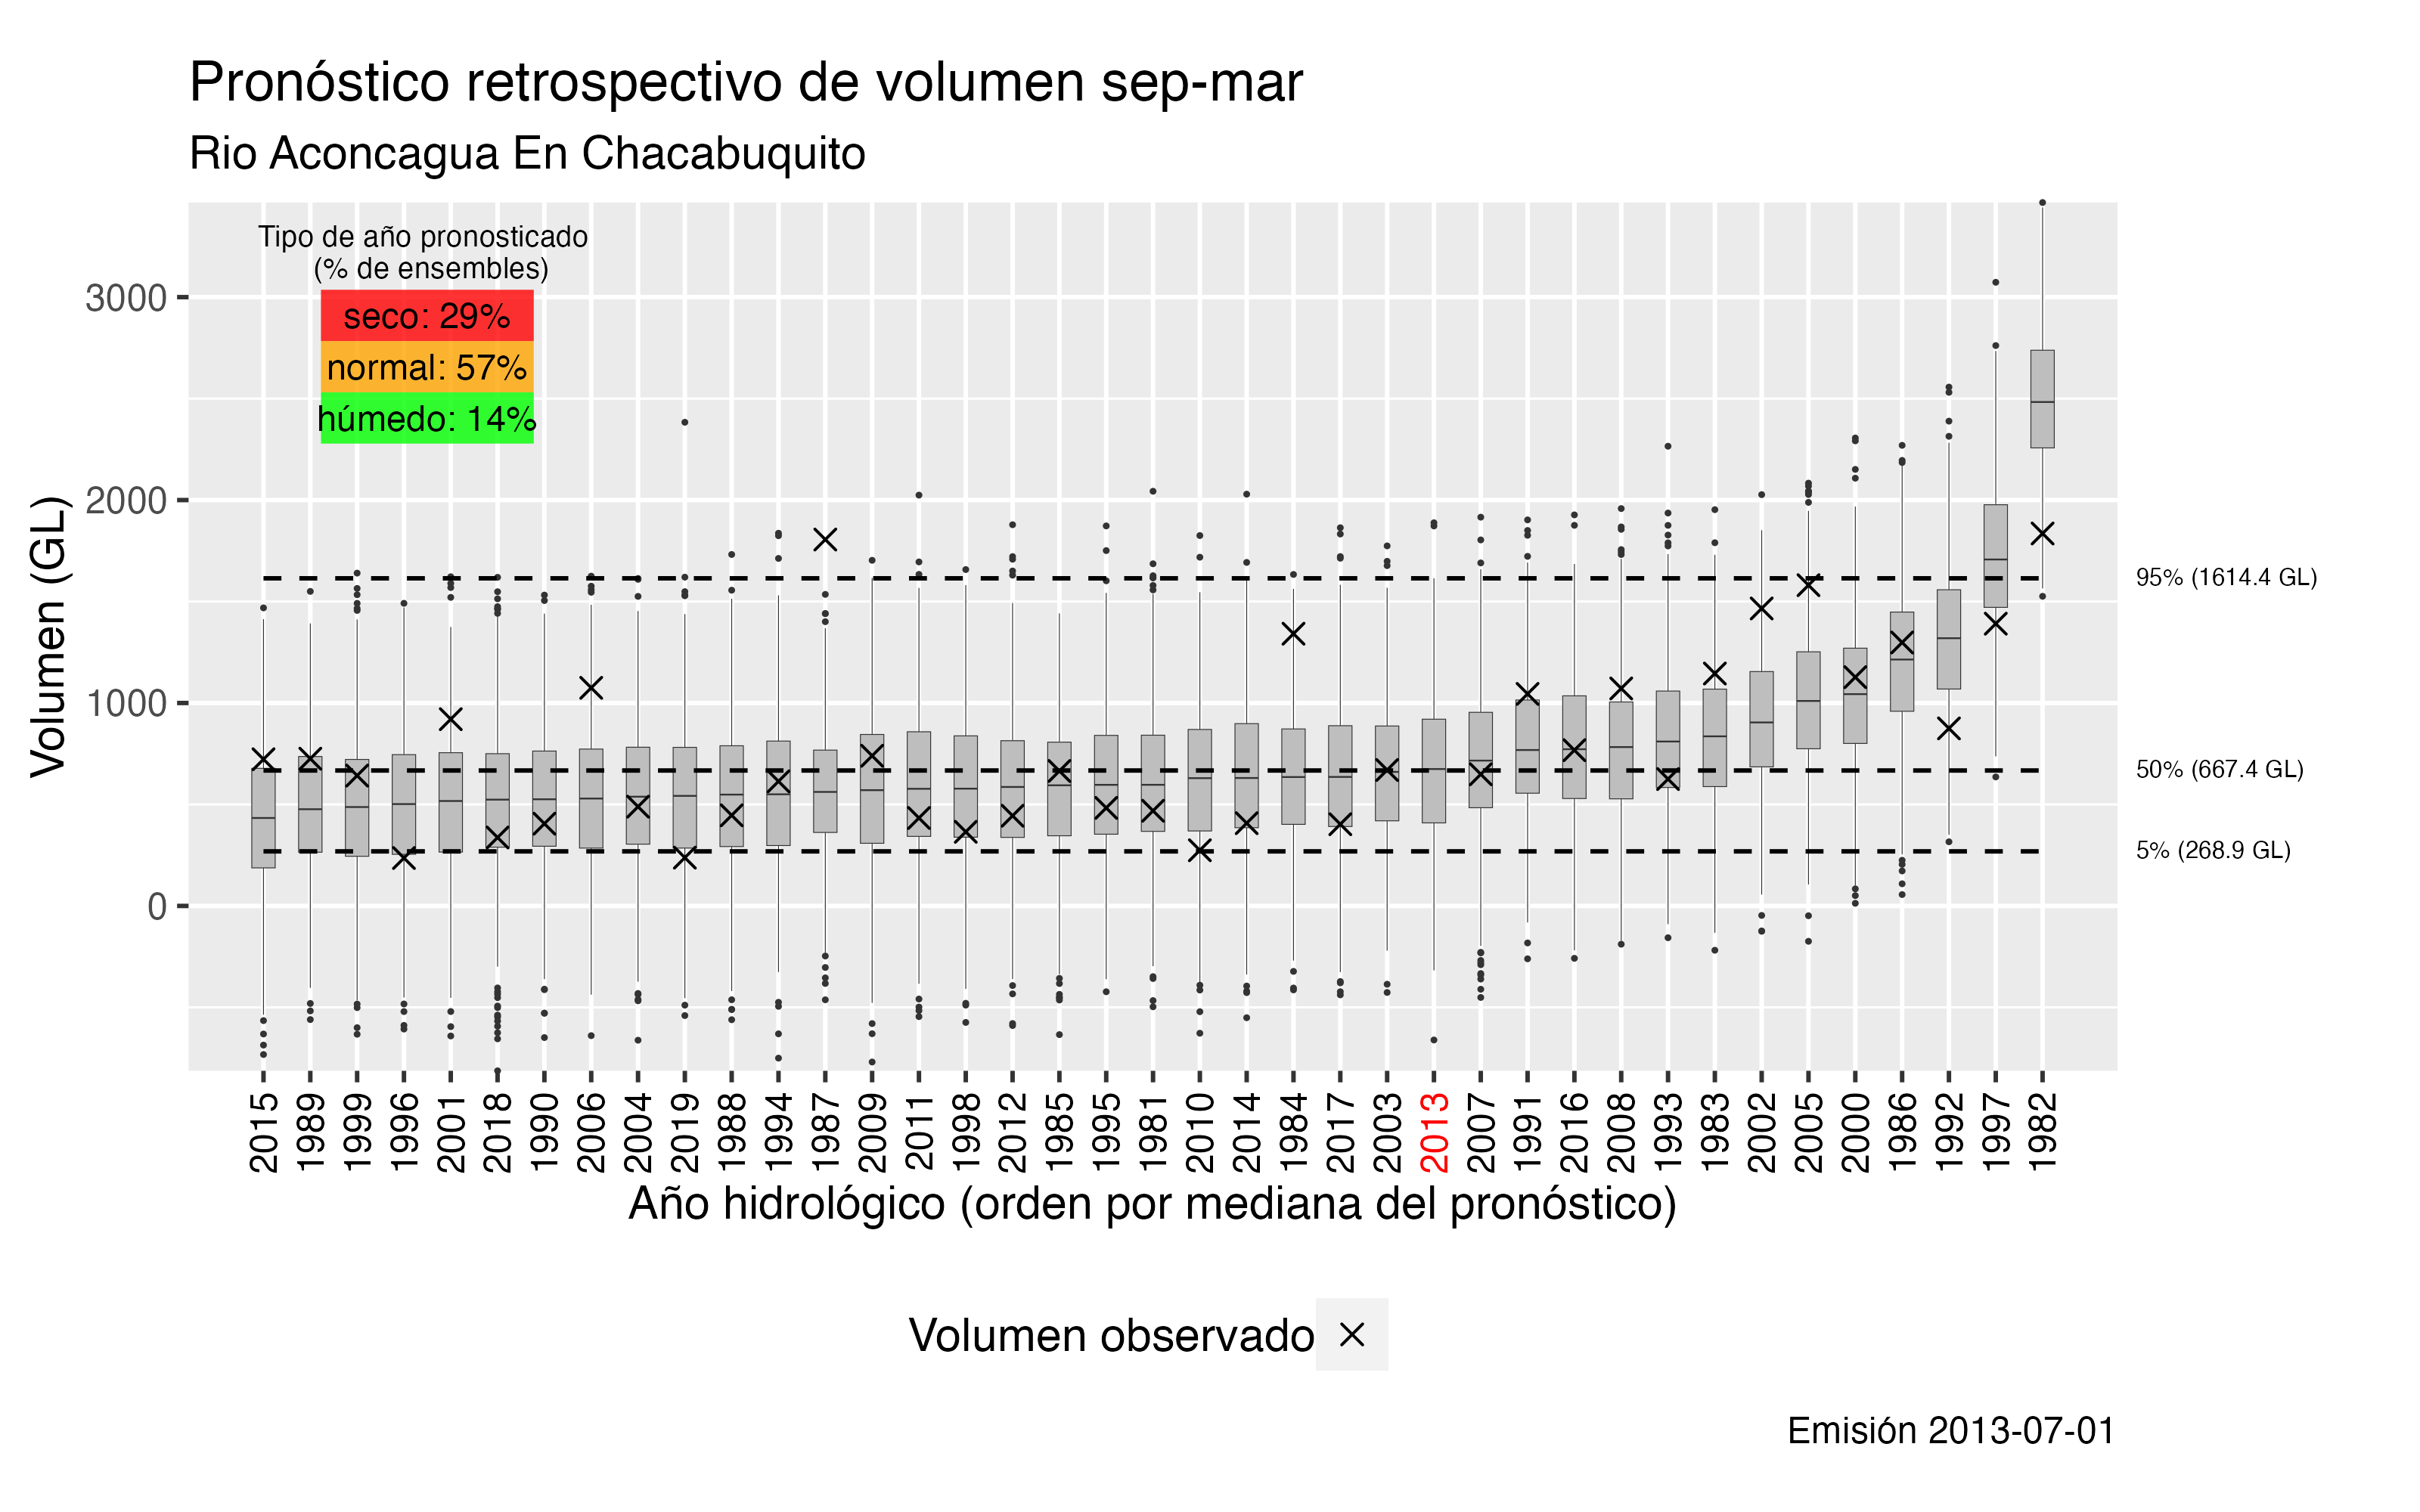 Pronóstico retrospectivo de volumen sep-mar
Rio Aconcagua En Chacabuquito
Tipo de año pronosticado
(% de ensembles)
seco: 29%
normal: 57%
húmedo: 14%
Volumen (GL)
3000
2000
1000
0
95% (1614.4 GL)
50% (667.4 GL)
5% (268.9 GL)
2015 1989 1999 1996 2001 2018 1990 2006 2004 2019 1988 1994 1987 2009 2011 1998 2012 1985 1995 1981 2010 2014 1984 2017 2003 2013 2007 1991 2016 2008 1993 1983 2002 2005 2000 1986 1992 1997 1982
Año hidrológico (orden por mediana del pronóstico)
Volumen observado
Emisión 2013-07-01